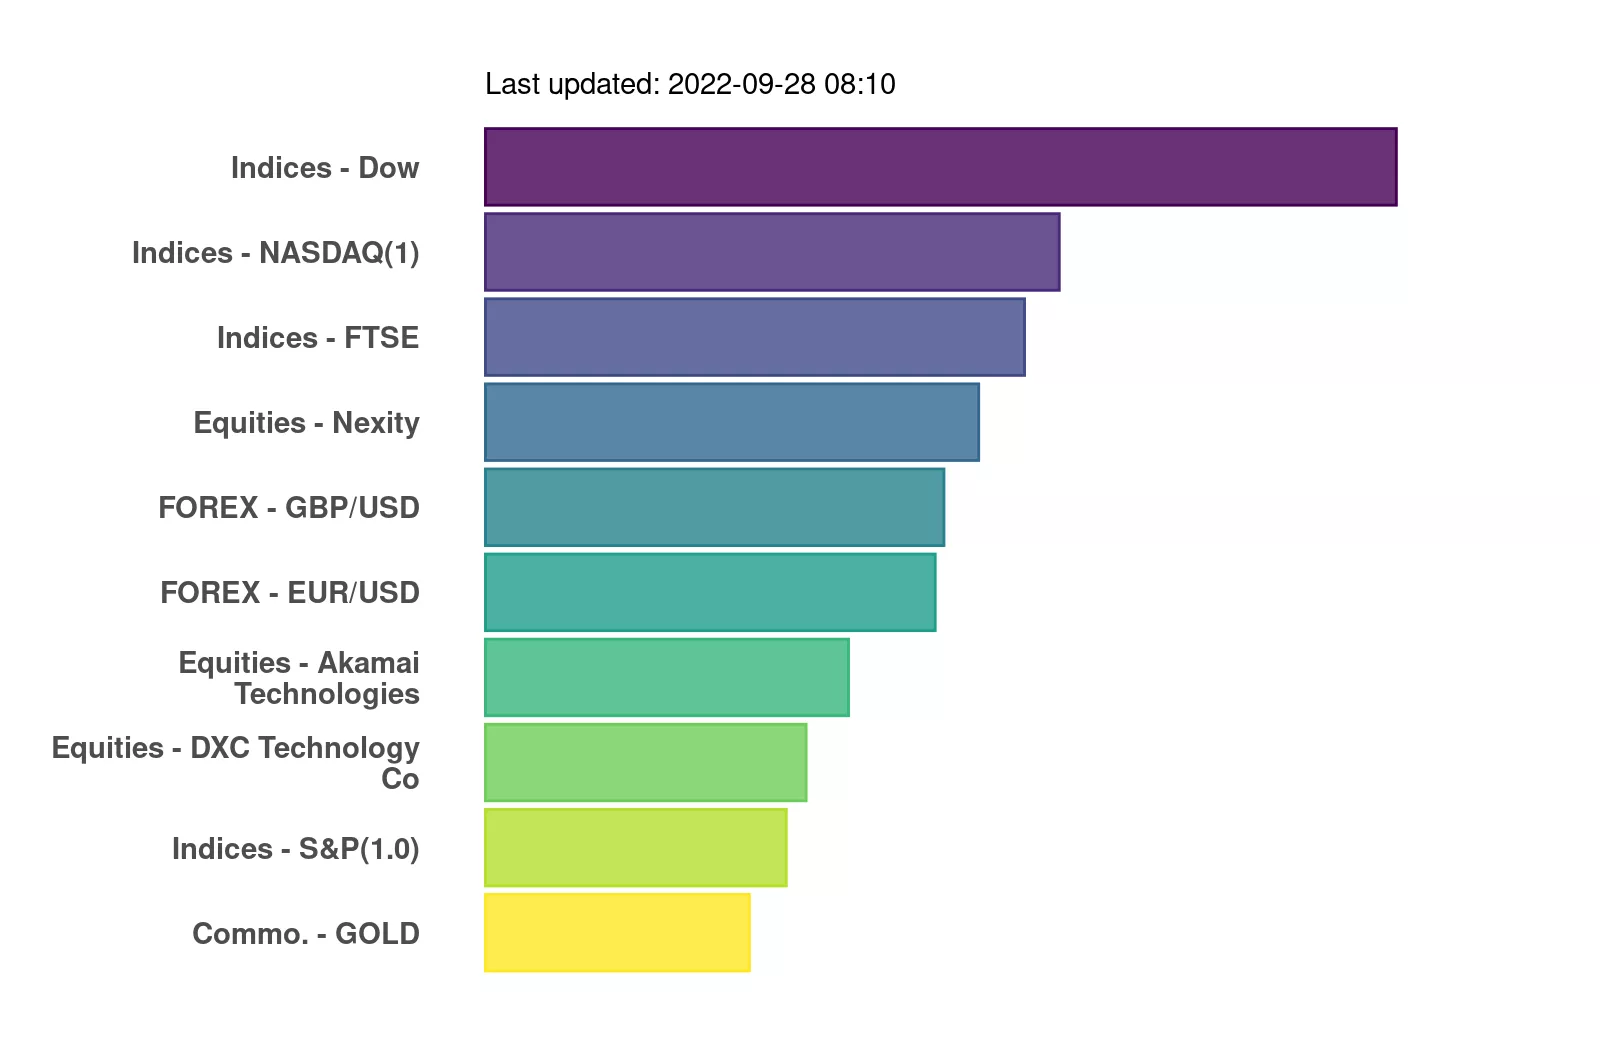 Last updated: 2022-09-28 08:10
Indices - Dow
Indices - NASDAQ(1)
Indices - FTSE
Equities - Nexity
FOREX - GBP/USD
FOREX - EUR/USD
Equities - Akamai
Technologies
Equities - DXC Technology
Co
Indices - S&P(1.0)
Commo. - GOLD